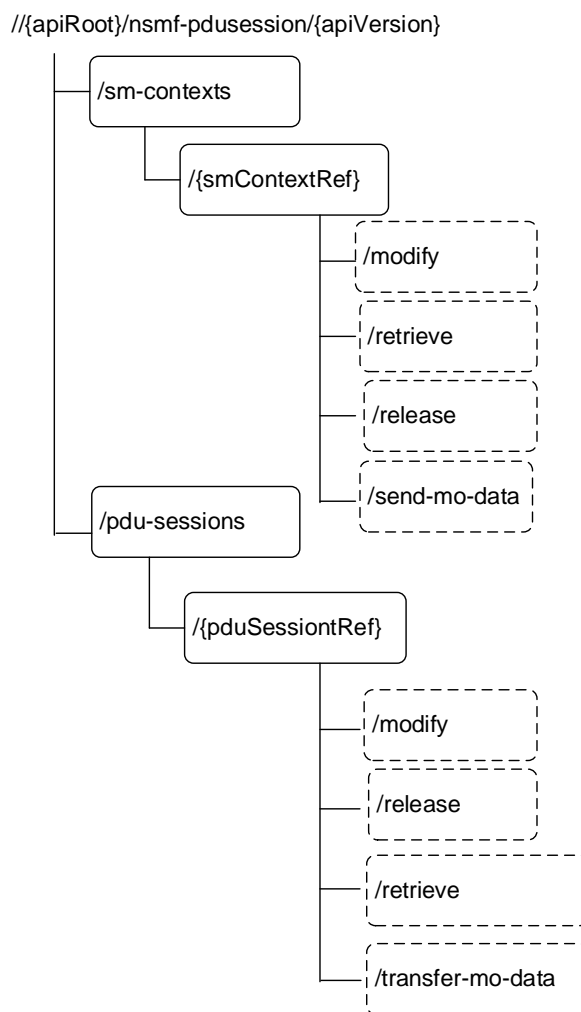 //{apiRoot}/nsmf-pdusession/{apiVersion}
/sm-contexts
/{smContextRef}
/modify
/retrieve
/release
/send-mo-data
/pdu-sessions
/{pduSessiontRef}
/modify
/release
/retrieve
/transfer-mo-data